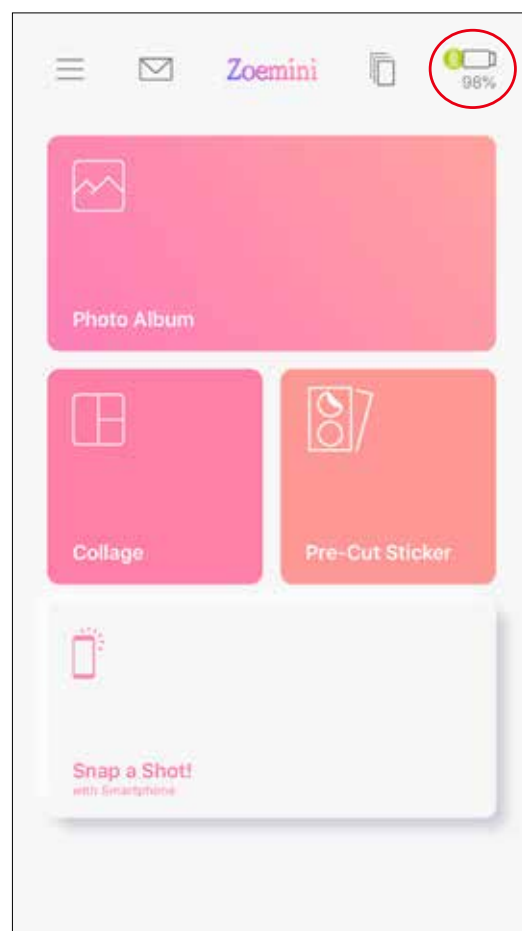 Zoemini
98%
Photo Album
Collage
Pre-Cut Sticker
Snap a Shot!
with Smartphone